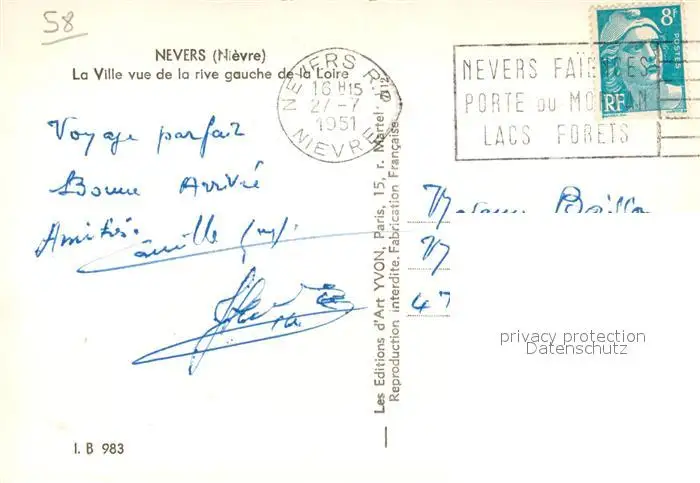 58
NEVERS (Nièvre)
La Ville vue de la rive gauche de la Loire
NEVERS R.P.
16H15
27-7
1951
NIEVRE
NEVERS FAÏENCES
PORTE DU MORVAN
LACS FORETS
8F
POSTES
RF
Voyage parfait
Bonne Arrivée
Amitiés.
Les Editions d'Art YVON, Paris, 15, r. Martel
Reproduction interdite. Fabrication Française.
47
privacy protection
Datenschutz
I. B 983